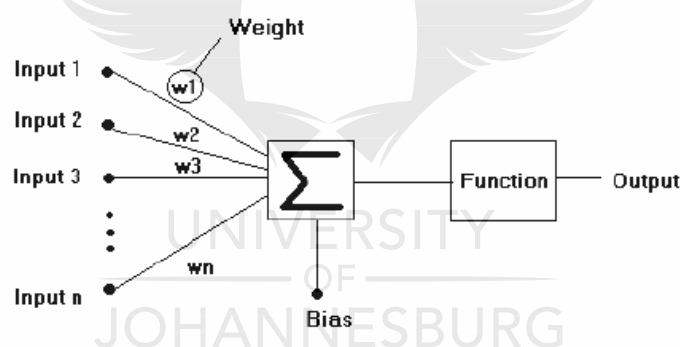 Weight
Input 1
w1
Input 2
w2
Input 3
w3
Σ
Function
Output
UNIVERSITY
wn
OF
Input n
Bias
JOHANNESBURG